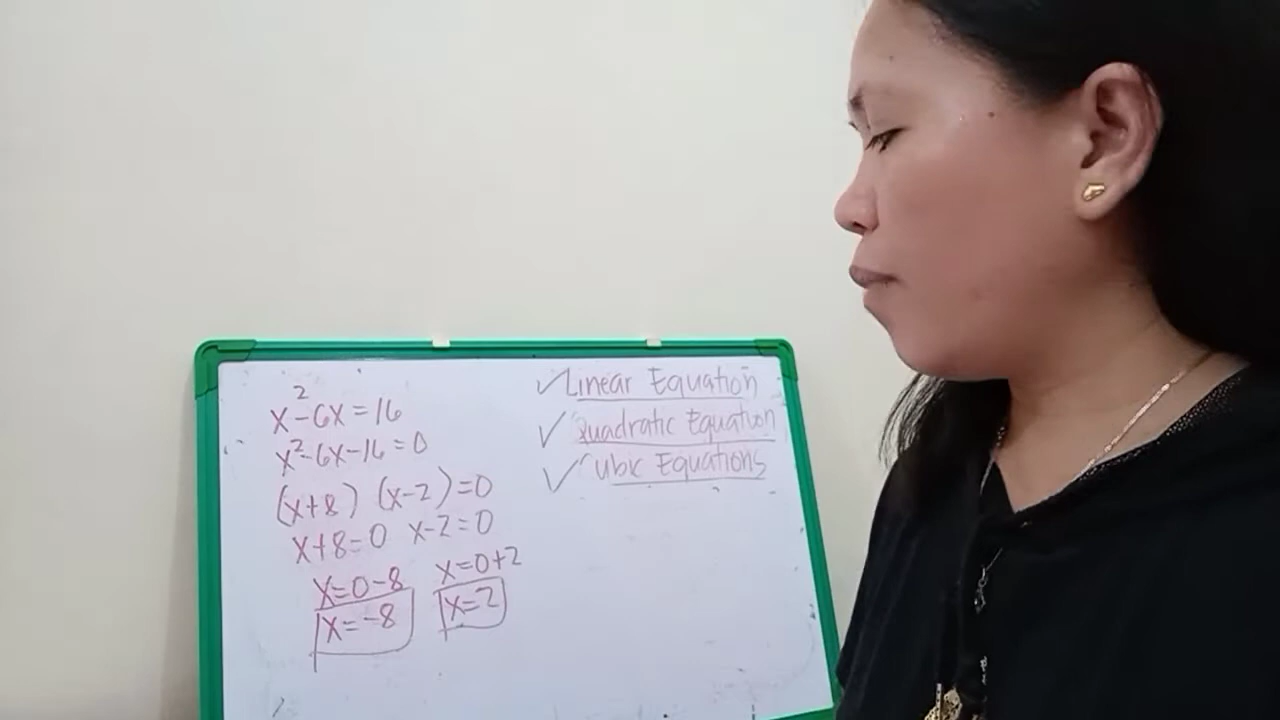 x²-6x=16
x²-6x-16=0
(x+8) (x-2)=0
x+8=0 x-2=0
x=0-8 x=0+2
x=-8 x=2
✓Linear Equation
✓Quadratic Equation
✓Cubic Equations